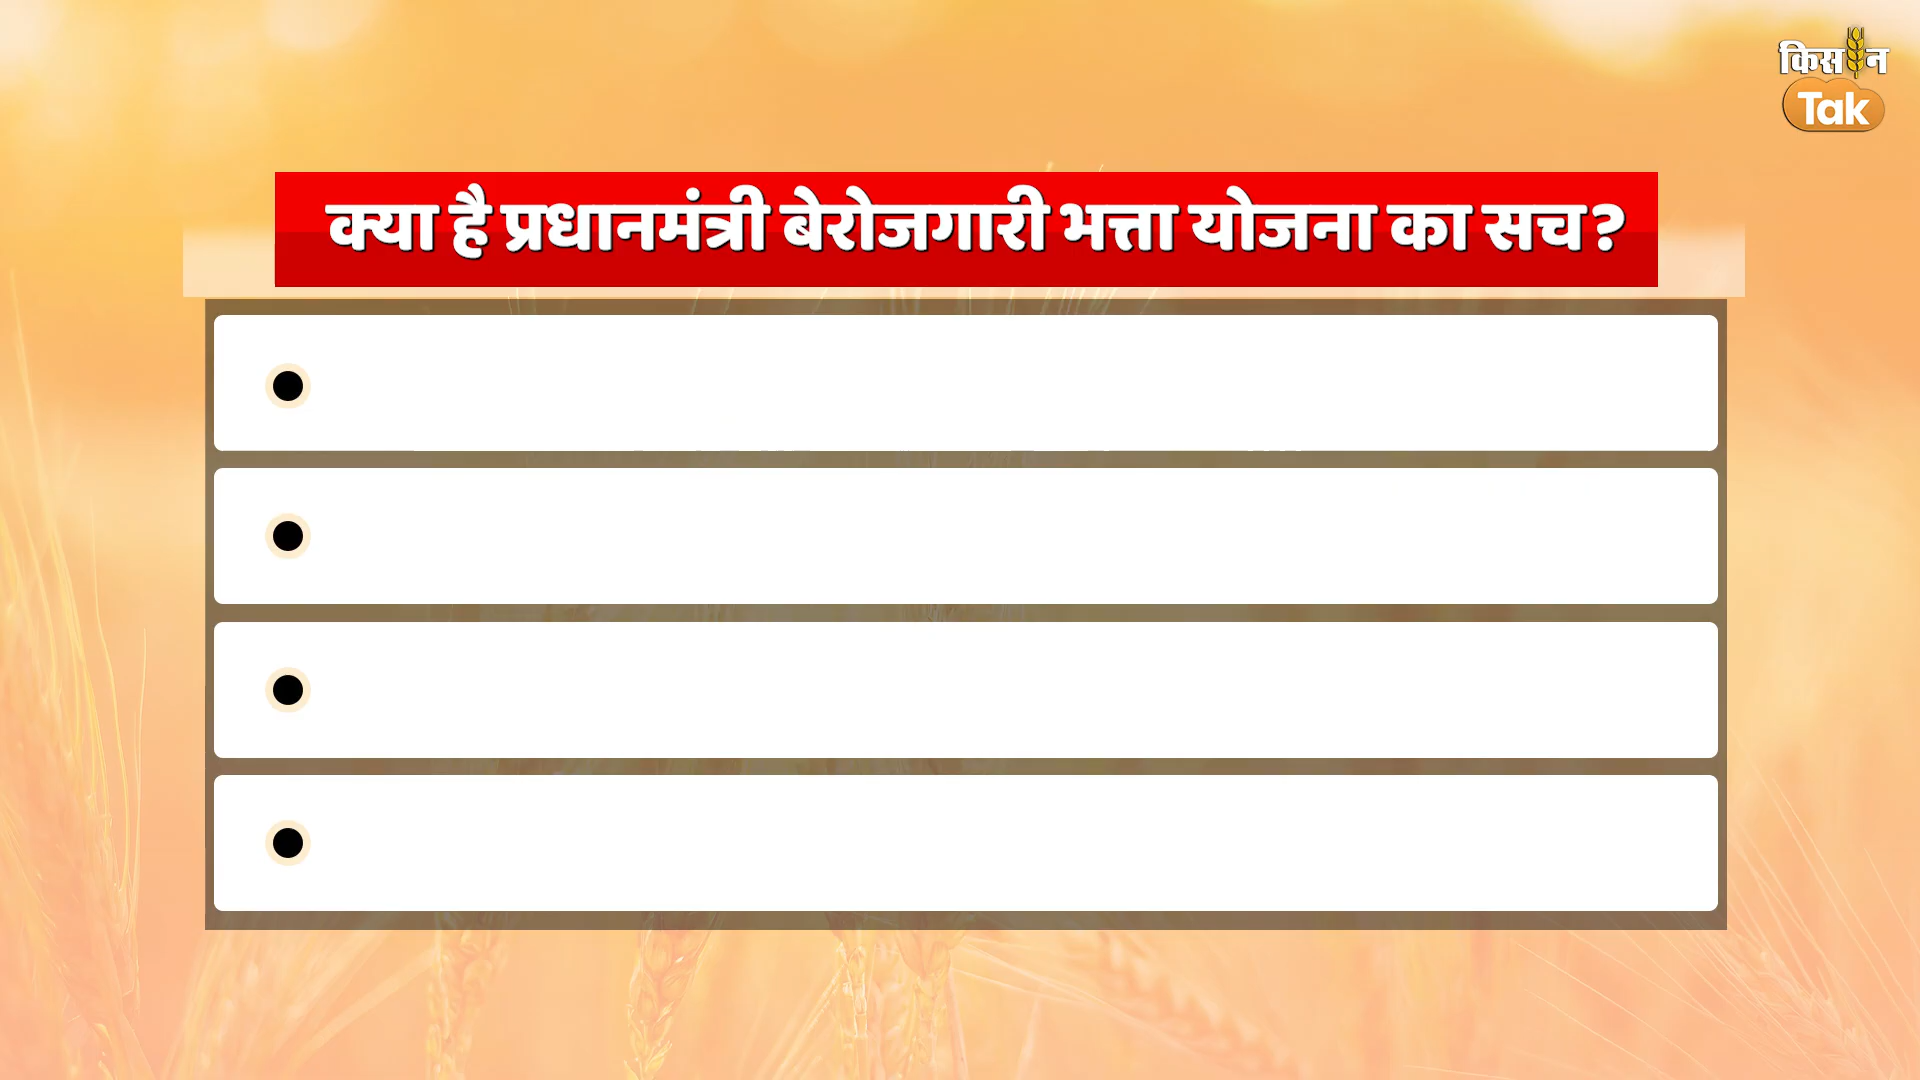 किसान
Tak
क्या है प्रधानमंत्री बेरोजगारी भत्ता योजना का सच?